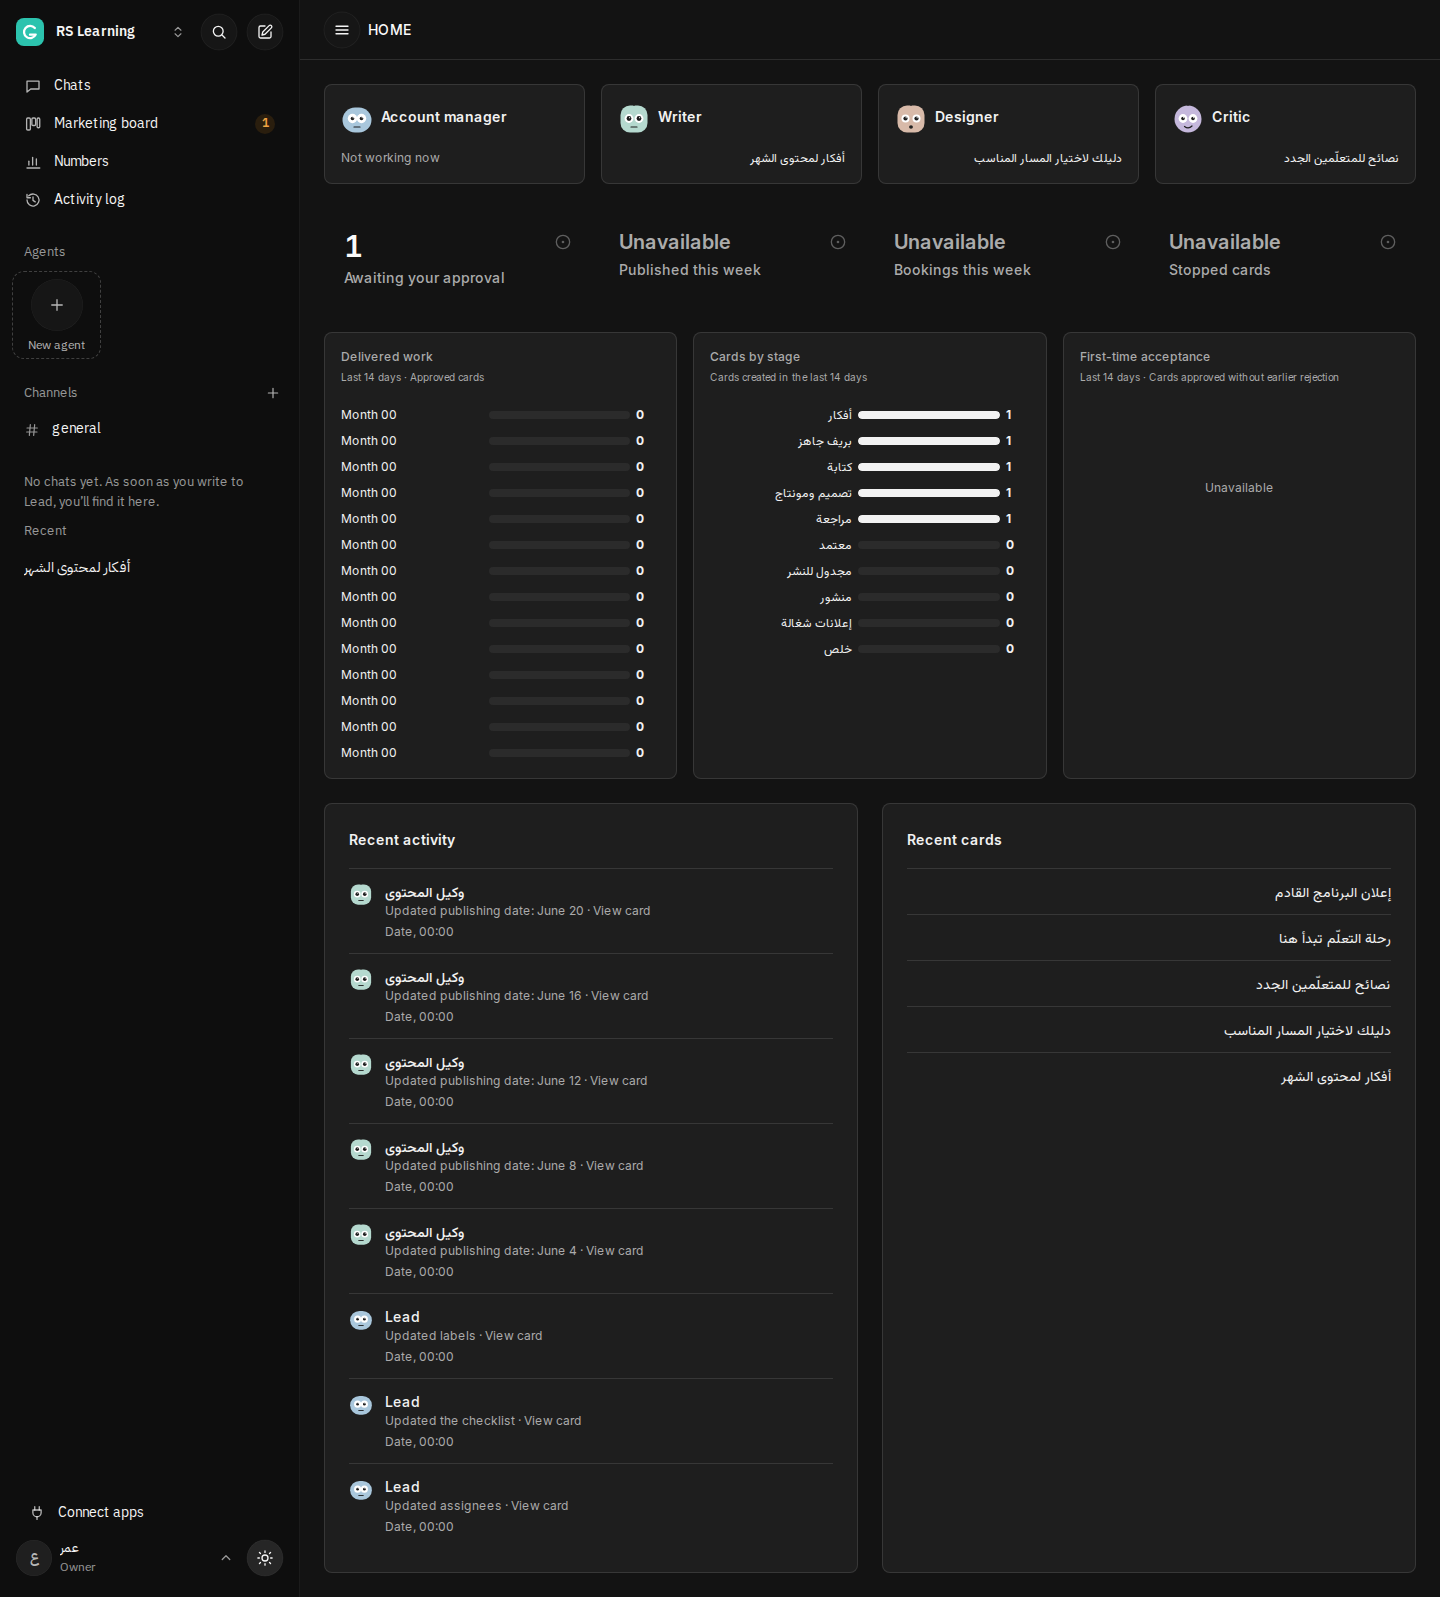 RS Learning
Chats
Marketing board 1
Numbers
Activity log
Agents
New agent
Channels
general
No chats yet. As soon as you write to
Lead, you'll find it here.
Recent
أفكار لمحتوى الشهر
Connect apps
ع
عمر
Owner
HOME
Account manager
Not working now
Writer
أفكار لمحتوى الشهر
Designer
دليلك لاختيار المسار المناسب
Critic
نصائح للمتعلّمين الجدد
1
Awaiting your approval
Unavailable
Published this week
Unavailable
Bookings this week
Unavailable
Stopped cards
Delivered work
Last 14 days · Approved cards
Month 00 0
Month 00 0
Month 00 0
Month 00 0
Month 00 0
Month 00 0
Month 00 0
Month 00 0
Month 00 0
Month 00 0
Month 00 0
Month 00 0
Month 00 0
Month 00 0
Cards by stage
Cards created in the last 14 days
أفكار 1
بريف جاهز 1
كتابة 1
تصميم ومونتاج 1
مراجعة 1
معتمد 0
مجدول للنشر 0
منشور 0
إعلانات شغالة 0
خلص 0
First-time acceptance
Last 14 days · Cards approved without earlier rejection
Unavailable
Recent activity
وكيل المحتوى
Updated publishing date: June 20 · View card
Date, 00:00
وكيل المحتوى
Updated publishing date: June 16 · View card
Date, 00:00
وكيل المحتوى
Updated publishing date: June 12 · View card
Date, 00:00
وكيل المحتوى
Updated publishing date: June 8 · View card
Date, 00:00
وكيل المحتوى
Updated publishing date: June 4 · View card
Date, 00:00
Lead
Updated labels · View card
Date, 00:00
Lead
Updated the checklist · View card
Date, 00:00
Lead
Updated assignees · View card
Date, 00:00
Recent cards
إعلان البرنامج القادم
رحلة التعلّم تبدأ هنا
نصائح للمتعلّمين الجدد
دليلك لاختيار المسار المناسب
أفكار لمحتوى الشهر